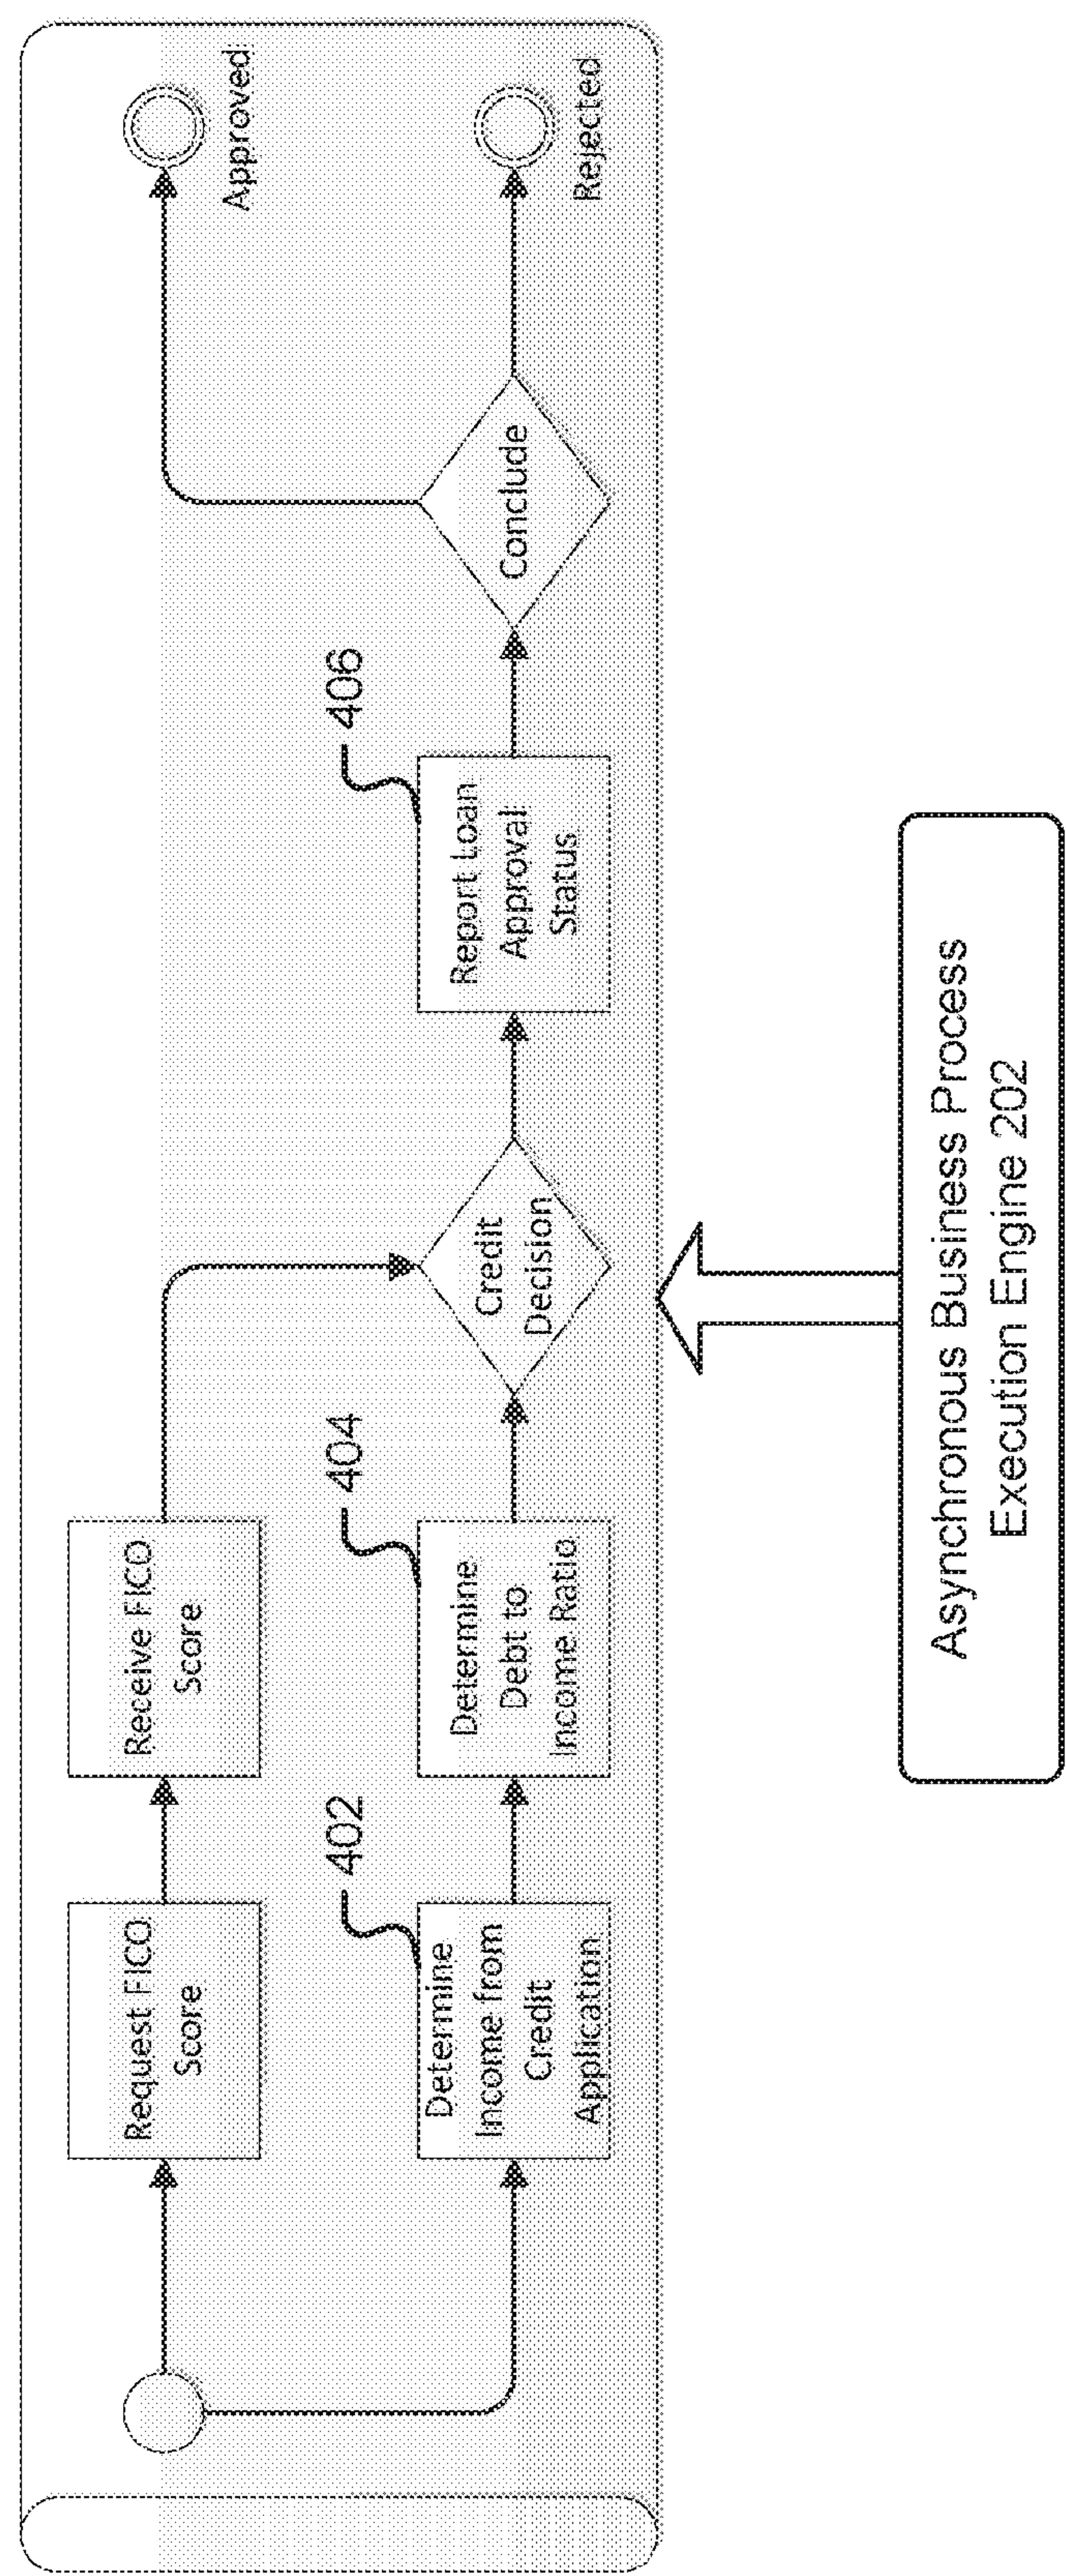 Request FICO
Score
Receive FICO
Score
Approved
402
404
406
Determine
Income from
Credit
Application
Determine
Debt to
Income Ratio
Credit
Decision
Report Loan
Approval
Status
Conclude
Rejected
Asynchronous Business Process
Execution Engine 202